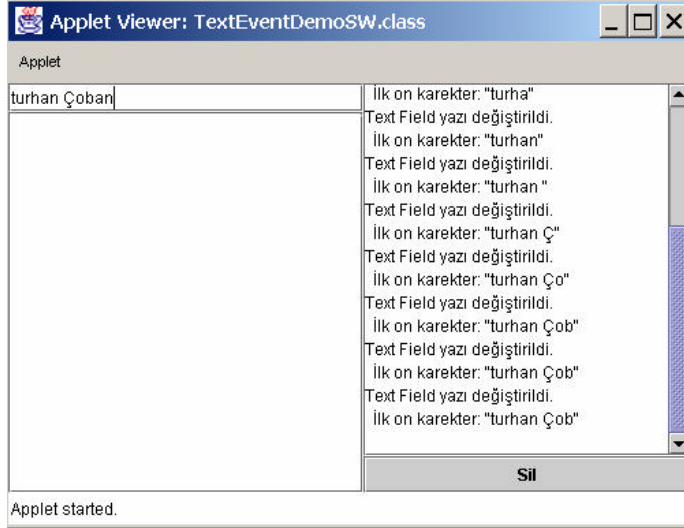 Applet Viewer: TextEventDemoSW.class
Applet
turhan Çoban
İlk on karekter: "turha"
Text Field yazı değiştirildi.
İlk on karekter: "turhan"
Text Field yazı değiştirildi.
İlk on karekter: "turhan "
Text Field yazı değiştirildi.
İlk on karekter: "turhan Ç"
Text Field yazı değiştirildi.
İlk on karekter: "turhan Ço"
Text Field yazı değiştirildi.
İlk on karekter: "turhan Çob"
Text Field yazı değiştirildi.
İlk on karekter: "turhan Çob"
Text Field yazı değiştirildi.
İlk on karekter: "turhan Çob"
Sil
Applet started.